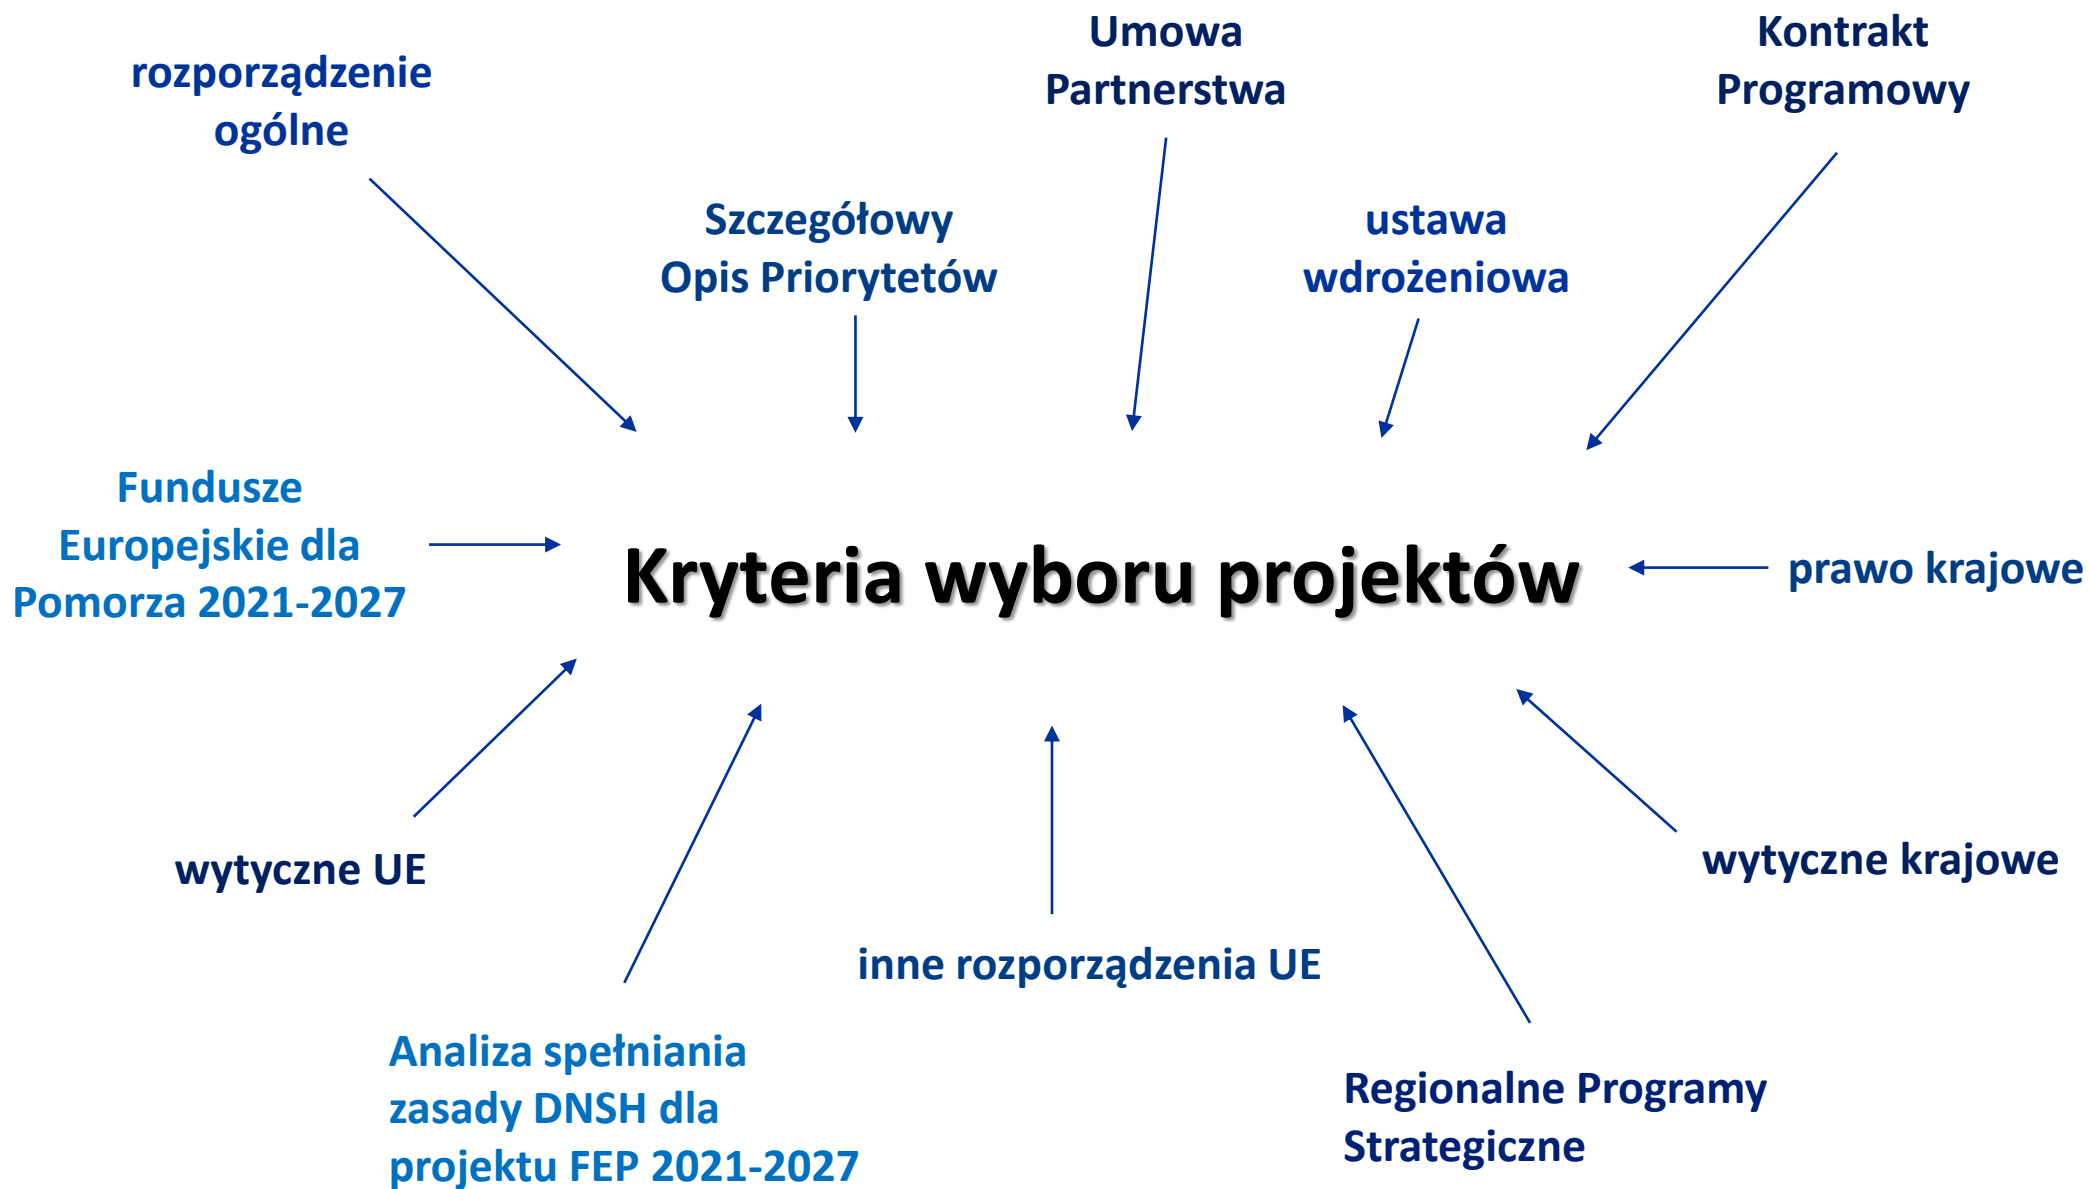 rozporządzenie
ogólne
Umowa
Partnerstwa
Kontrakt
Programowy
Szczegółowy
Opis Priorytetów
ustawa
wdrożeniowa
Fundusze
Europejskie dla
Pomorza 2021-2027
Kryteria wyboru projektów
prawo krajowe
wytyczne UE
wytyczne krajowe
inne rozporządzenia UE
Analiza spełniania
zasady DNSH dla
projektu FEP 2021-2027
Regionalne Programy
Strategiczne